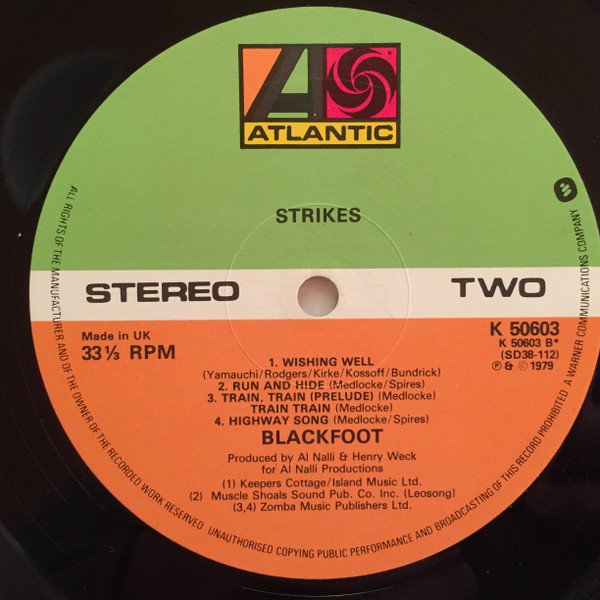 ATLANTIC
STRIKES
STEREO
TWO
Made in UK
33⅓ RPM
K 50603
K 50603 B*
(SD38-112)
℗ & © 1979
1. WISHING WELL
(Yamauchi/Rodgers/Kirke/Kossoff/Bundrick)
2. RUN AND HIDE (Medlocke/Spires)
3. TRAIN, TRAIN (PRELUDE) (Medlocke)
TRAIN TRAIN (Medlocke)
4. HIGHWAY SONG (Medlocke/Spires)
BLACKFOOT
Produced by Al Nalli & Henry Weck
for Al Nalli Productions
(1) Keepers Cottage/Island Music Ltd.
(2) Muscle Shoals Sound Pub. Co. Inc. (Leosong)
(3,4) Zomba Music Publishers Ltd.
ALL RIGHTS OF THE MANUFACTURER AND OF THE OWNER OF THE RECORDED WORK RESERVED UNAUTHORISED COPYING PUBLIC PERFORMANCE AND BROADCASTING OF THIS RECORD PROHIBITED A WARNER COMMUNICATIONS COMPANY